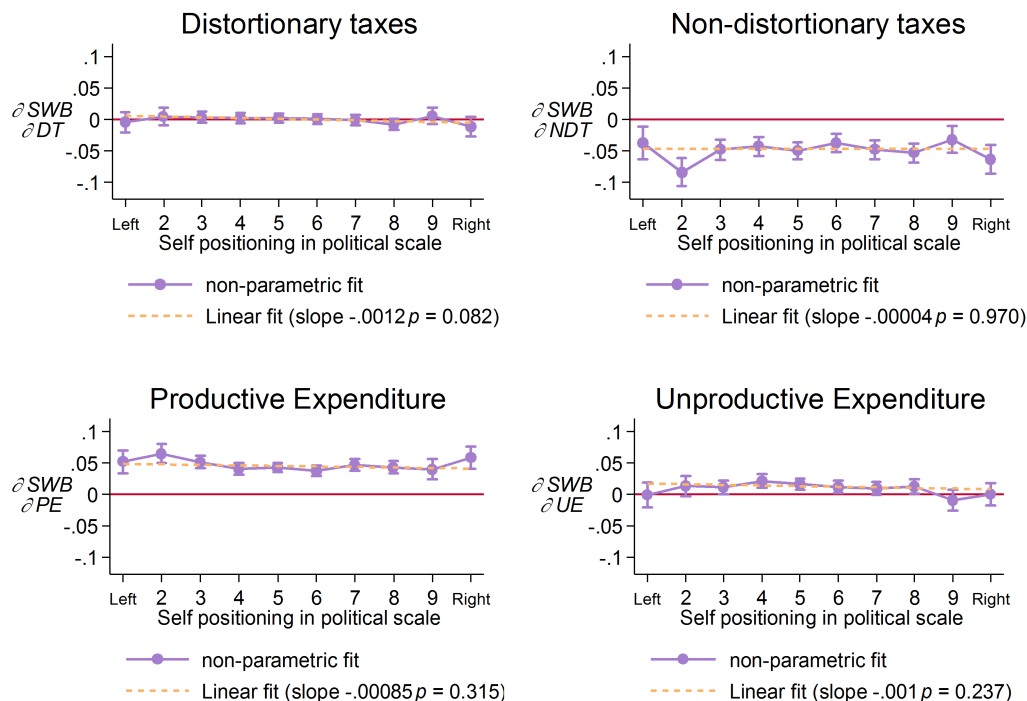 Distortionary taxes
.1
.05
0
-.05
-.1
∂ SWB
∂ DT
Left 2 3 4 5 6 7 8 9 Right
Self positioning in political scale
non-parametric fit
Linear fit (slope -.0012 p = 0.082)
Non-distortionary taxes
.1
.05
0
-.05
-.1
∂ SWB
∂ NDT
Left 2 3 4 5 6 7 8 9 Right
Self positioning in political scale
non-parametric fit
Linear fit (slope -.00004 p = 0.970)
Productive Expenditure
.1
.05
0
-.05
-.1
∂ SWB
∂ PE
Left 2 3 4 5 6 7 8 9 Right
Self positioning in political scale
non-parametric fit
Linear fit (slope -.00085 p = 0.315)
Unproductive Expenditure
.1
.05
0
-.05
-.1
∂ SWB
∂ UE
Left 2 3 4 5 6 7 8 9 Right
Self positioning in political scale
non-parametric fit
Linear fit (slope -.001 p = 0.237)